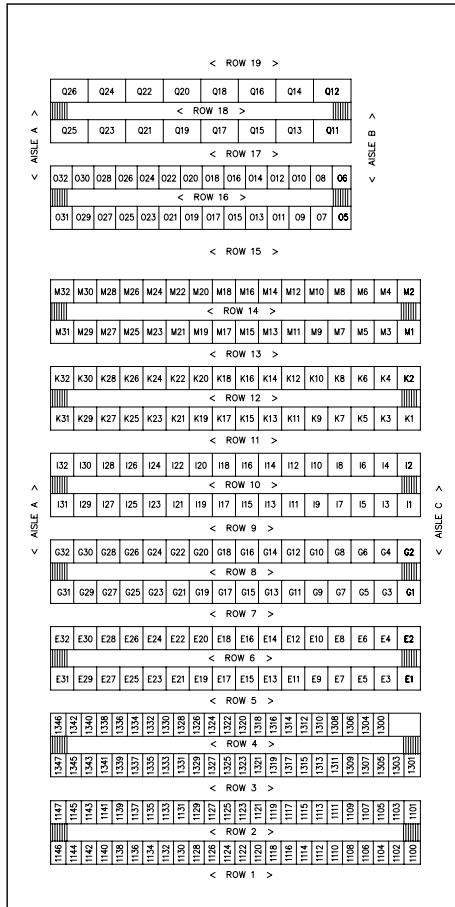 < ROW 19 >
Q26 Q24 Q22 Q20 Q18 Q16 Q14 Q12
< ROW 18 >
Q25 Q23 Q21 Q19 Q17 Q15 Q13 Q11
< AISLE A >
< AISLE B >
< ROW 17 >
O32 O30 O28 O26 O24 O22 O20 O18 O16 O14 O12 O10 O8 O6
< ROW 16 >
O31 O29 O27 O25 O23 O21 O19 O17 O15 O13 O11 O9 O7 O5
< ROW 15 >
M32 M30 M28 M26 M24 M22 M20 M18 M16 M14 M12 M10 M8 M6 M4 M2
< ROW 14 >
M31 M29 M27 M25 M23 M21 M19 M17 M15 M13 M11 M9 M7 M5 M3 M1
< ROW 13 >
K32 K30 K28 K26 K24 K22 K20 K18 K16 K14 K12 K10 K8 K6 K4 K2
< ROW 12 >
K31 K29 K27 K25 K23 K21 K19 K17 K15 K13 K11 K9 K7 K5 K3 K1
< ROW 11 >
I32 I30 I28 I26 I24 I22 I20 I18 I16 I14 I12 I10 I8 I6 I4 I2
< ROW 10 >
I31 I29 I27 I25 I23 I21 I19 I17 I15 I13 I11 I9 I7 I5 I3 I1
< AISLE A >
< AISLE C >
< ROW 9 >
G32 G30 G28 G26 G24 G22 G20 G18 G16 G14 G12 G10 G8 G6 G4 G2
< ROW 8 >
G31 G29 G27 G25 G23 G21 G19 G17 G15 G13 G11 G9 G7 G5 G3 G1
< ROW 7 >
E32 E30 E28 E26 E24 E22 E20 E18 E16 E14 E12 E10 E8 E6 E4 E2
< ROW 6 >
E31 E29 E27 E25 E23 E21 E19 E17 E15 E13 E11 E9 E7 E5 E3 E1
< ROW 5 >
1346 1342 1340 1338 1336 1334 1332 1330 1328 1326 1324 1322 1320 1318 1316 1314 1312 1310 1308 1306 1304 1300
< ROW 4 >
1347 1345 1343 1341 1339 1337 1335 1333 1331 1329 1327 1325 1323 1321 1319 1317 1315 1313 1311 1309 1307 1305 1303 1301
< ROW 3 >
1147 1145 1143 1141 1139 1137 1135 1133 1131 1129 1127 1125 1123 1121 1119 1117 1115 1113 1111 1109 1107 1105 1103 1101
< ROW 2 >
1146 1144 1142 1140 1138 1136 1134 1132 1130 1128 1126 1124 1122 1120 1118 1116 1114 1112 1110 1108 1106 1104 1102 1100
< ROW 1 >